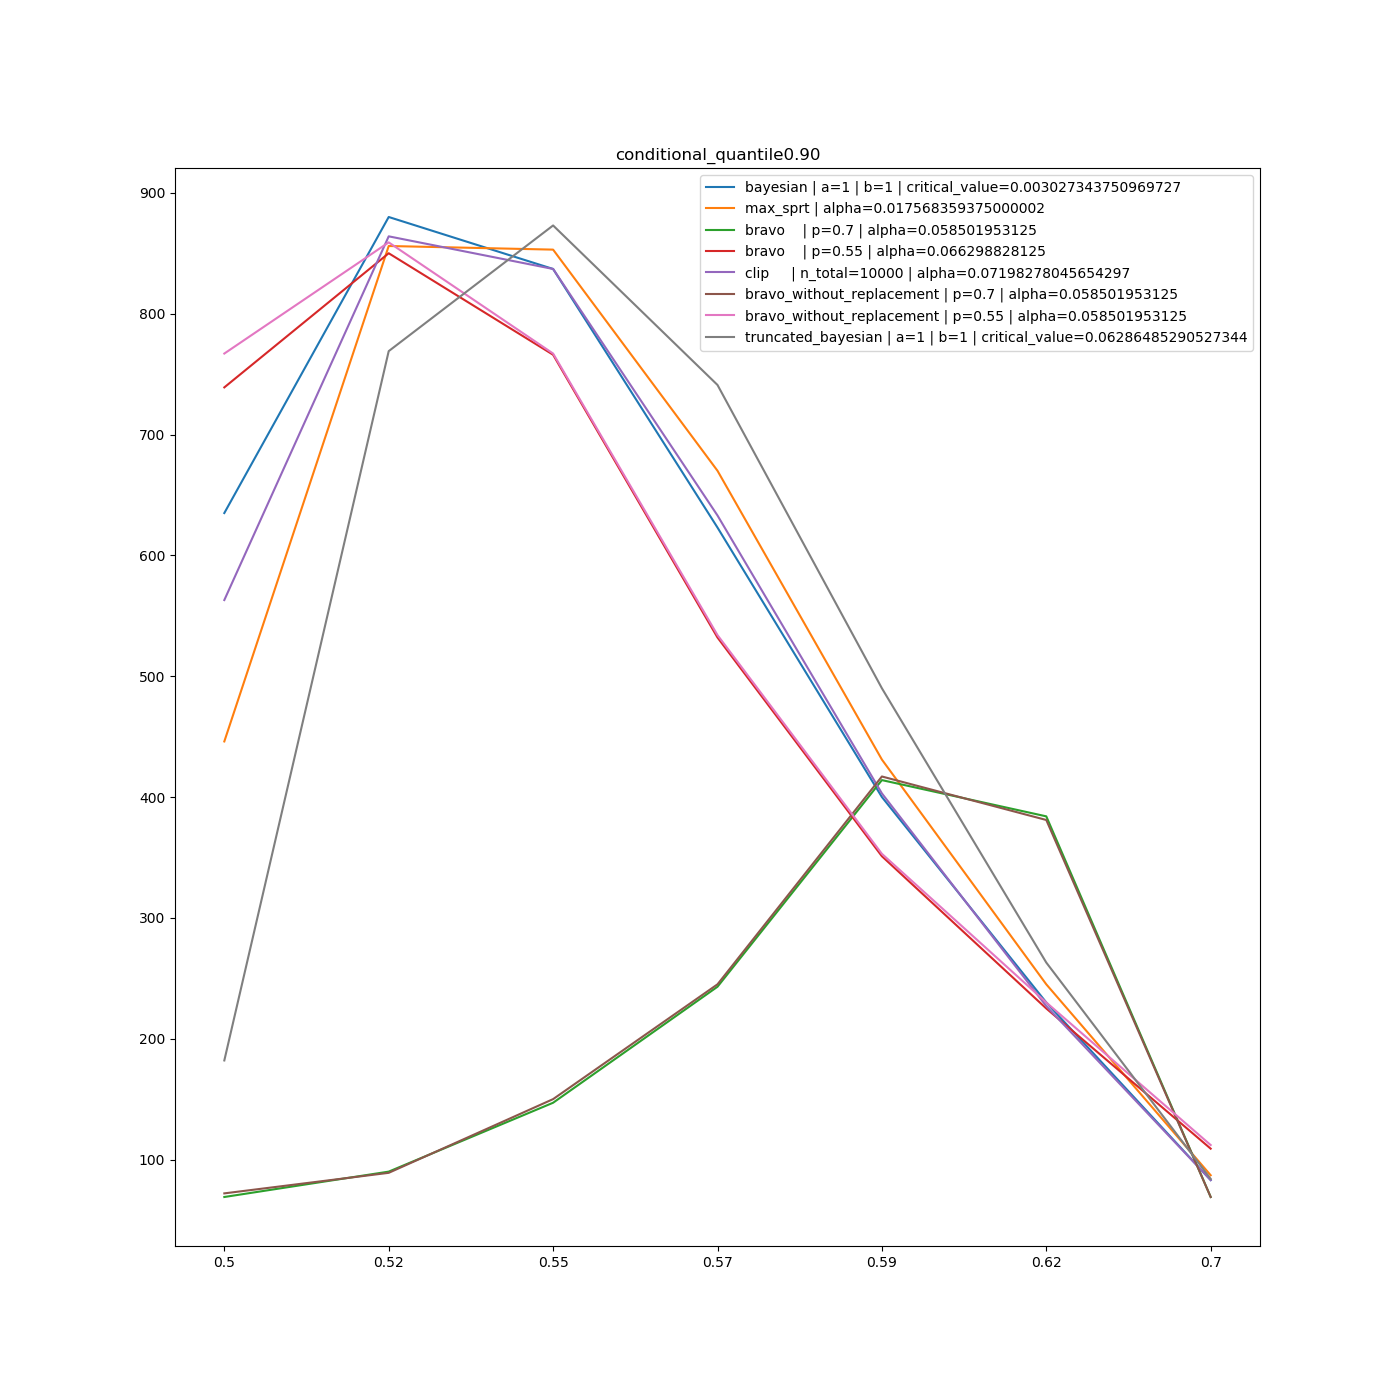 conditional_quantile0.90
bayesian | a=1 | b=1 | critical_value=0.003027343750969727
max_sprt | alpha=0.017568359375000002
bravo    | p=0.7 | alpha=0.058501953125
bravo    | p=0.55 | alpha=0.066298828125
clip     | n_total=10000 | alpha=0.07198278045654297
bravo_without_replacement | p=0.7 | alpha=0.058501953125
bravo_without_replacement | p=0.55 | alpha=0.058501953125
truncated_bayesian | a=1 | b=1 | critical_value=0.06286485290527344
900
800
700
600
500
400
300
200
100
0.5 0.52 0.55 0.57 0.59 0.62 0.7